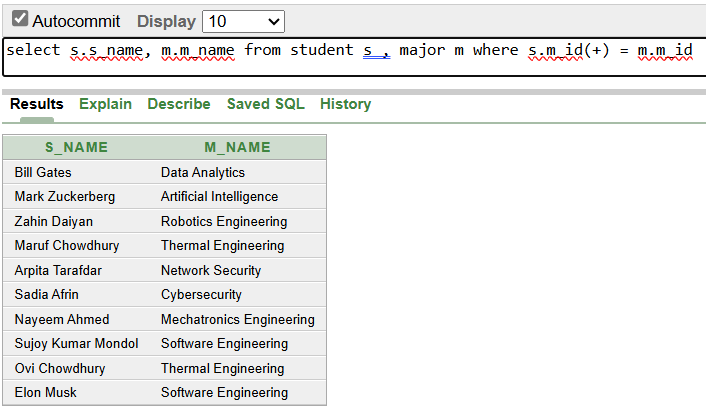 Autocommit Display 10
select s.s_name, m.m_name from student s , major m where s.m_id(+) = m.m_id
Results Explain Describe Saved SQL History
S_NAME M_NAME
Bill Gates Data Analytics
Mark Zuckerberg Artificial Intelligence
Zahin Daiyan Robotics Engineering
Maruf Chowdhury Thermal Engineering
Arpita Tarafdar Network Security
Sadia Afrin Cybersecurity
Nayeem Ahmed Mechatronics Engineering
Sujoy Kumar Mondol Software Engineering
Ovi Chowdhury Thermal Engineering
Elon Musk Software Engineering